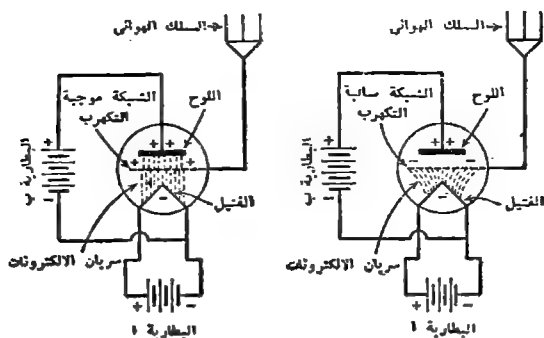 السلك الهوائي
الشبكة موجبة
التكهرب
اللوح
+ +
+ +
+
-
البطارية ب
-
الفتيل
سريان الالكترونات
+ -
البطارية ا
السلك الهوائي
الشبكة سالبة
التكهرب
اللوح
+ +
- -
+
-
البطارية ب
-
الفتيل
سريان الالكترونات
+ -
البطارية ا